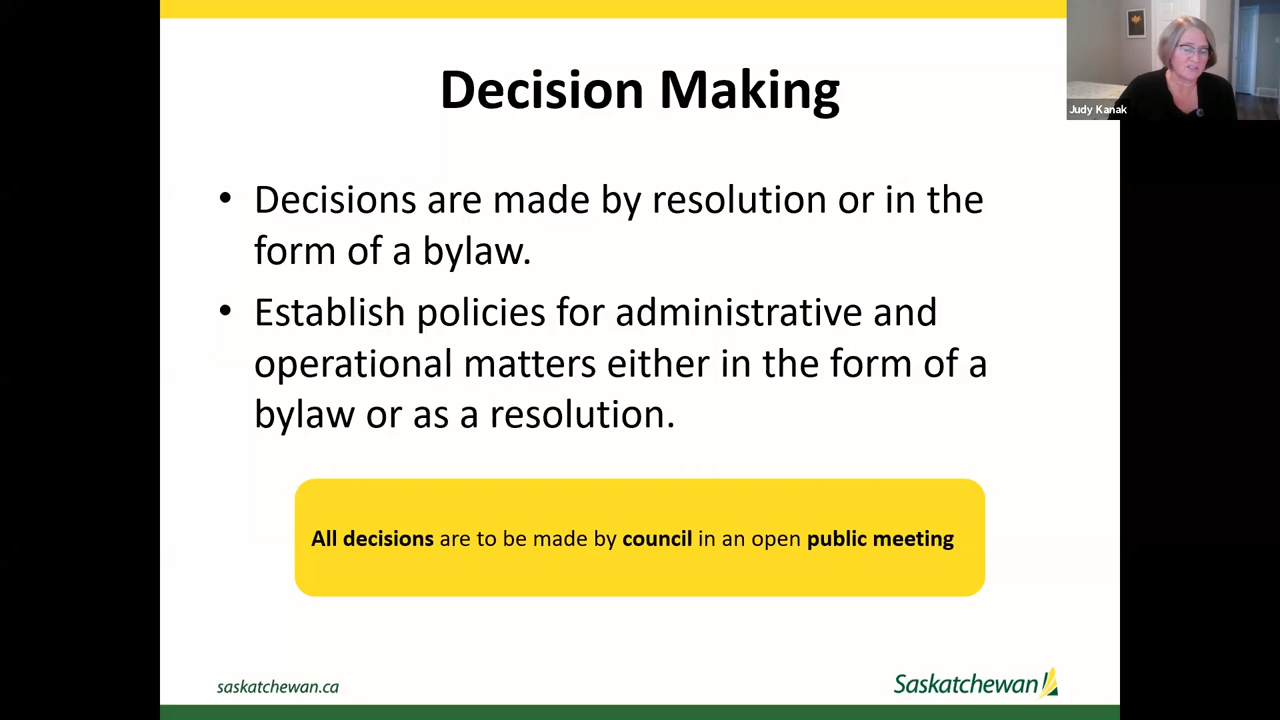 Decision Making
Judy Kanak
• Decisions are made by resolution or in the
form of a bylaw.
• Establish policies for administrative and
operational matters either in the form of a
bylaw or as a resolution.
All decisions are to be made by council in an open public meeting
saskatchewan.ca
Saskatchewan